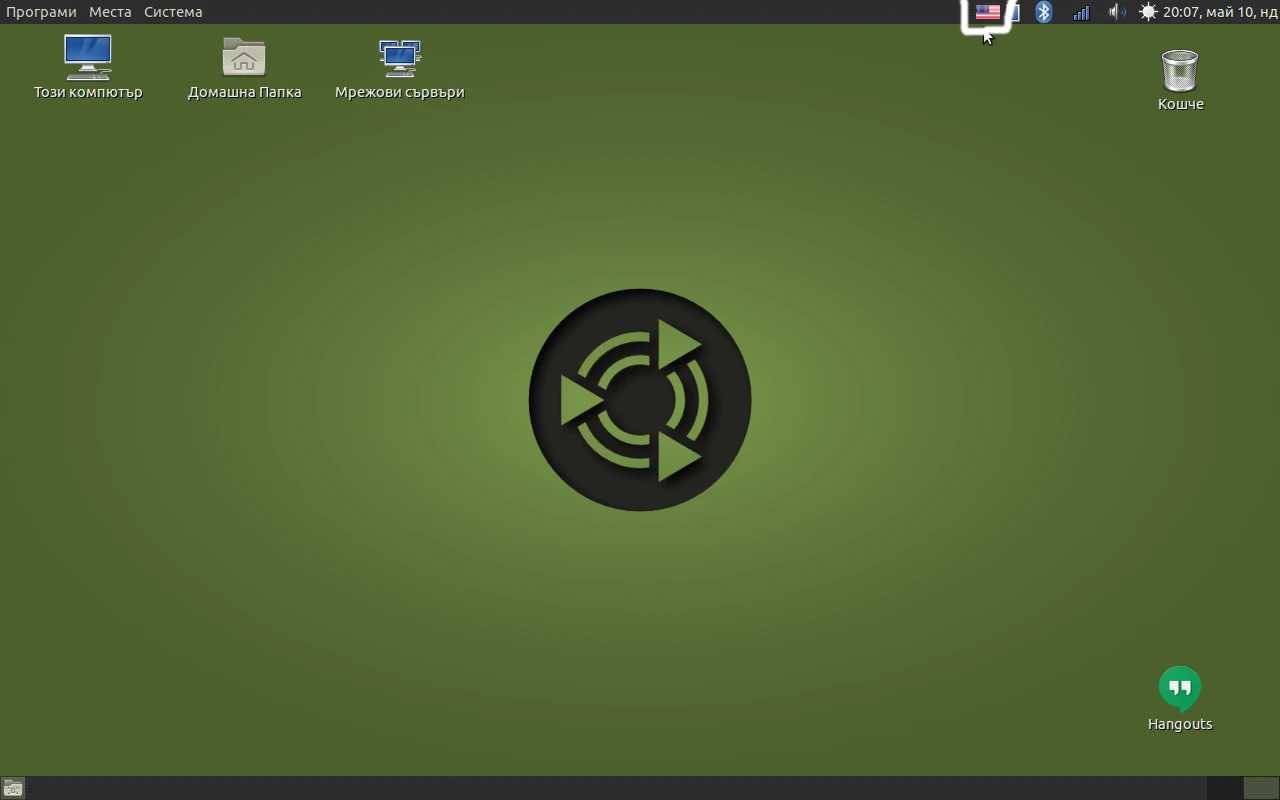 Програми Места Система 20:07, май 10, нд
Този компютър Домашна Папка Мрежови сървъри
Кошче
Hangouts